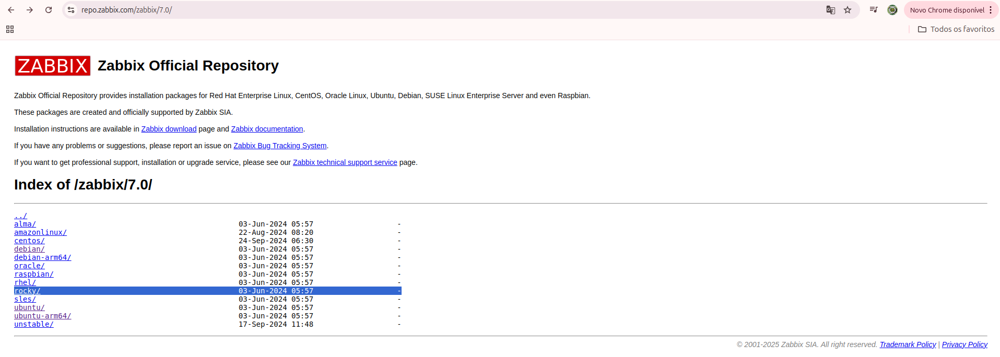 repo.zabbix.com/zabbix/7.0/
Novo Chrome disponível
Todos os favoritos
ZABBIX Zabbix Official Repository
Zabbix Official Repository provides installation packages for Red Hat Enterprise Linux, CentOS, Oracle Linux, Ubuntu, Debian, SUSE Linux Enterprise Server and even Raspbian.
These packages are created and officially supported by Zabbix SIA.
Installation instructions are available in Zabbix download page and Zabbix documentation.
If you have any problems or suggestions, please report an issue on Zabbix Bug Tracking System.
If you want to get professional support, installation or upgrade service, please see our Zabbix technical support service page.
Index of /zabbix/7.0/
../
alma/ 03-Jun-2024 05:57 -
amazonlinux/ 22-Aug-2024 08:20 -
centos/ 24-Sep-2024 06:30 -
debian/ 03-Jun-2024 05:57 -
debian-arm64/ 03-Jun-2024 05:57 -
oracle/ 03-Jun-2024 05:57 -
raspbian/ 03-Jun-2024 05:57 -
rhel/ 03-Jun-2024 05:57 -
rocky/ 03-Jun-2024 05:57 -
sles/ 03-Jun-2024 05:57 -
ubuntu/ 03-Jun-2024 05:57 -
ubuntu-arm64/ 03-Jun-2024 05:57 -
unstable/ 17-Sep-2024 11:48 -
© 2001-2025 Zabbix SIA. All right reserved. Trademark Policy | Privacy Policy